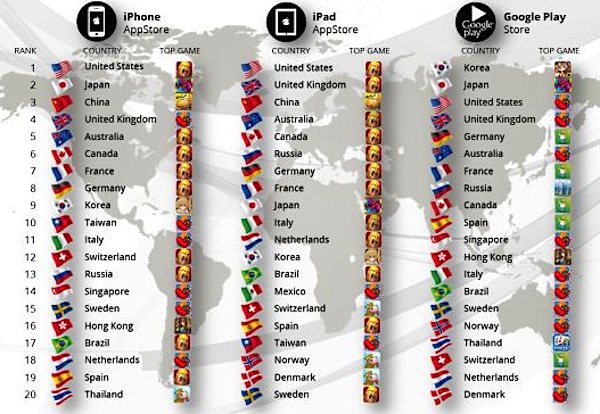 iPhone iPad Google Play
AppStore AppStore Google play Store
RANK COUNTRY TOP GAME COUNTRY TOP GAME COUNTRY TOP GAME
1 United States United States Korea
2 Japan United Kingdom Japan
3 China China United States
4 United Kingdom Australia United Kingdom
5 Australia Canada Germany
6 Canada Russia Australia
7 France Germany France
8 Germany France Russia
9 Korea Japan Canada
10 Taiwan Italy Spain
11 Italy Netherlands Singapore
12 Switzerland Korea Hong Kong
13 Russia Brazil Italy
14 Singapore Mexico Brazil
15 Sweden Switzerland Sweden
16 Hong Kong Spain Norway
17 Brazil Taiwan Thailand
18 Netherlands Norway Switzerland
19 Spain Denmark Netherlands
20 Thailand Sweden Denmark